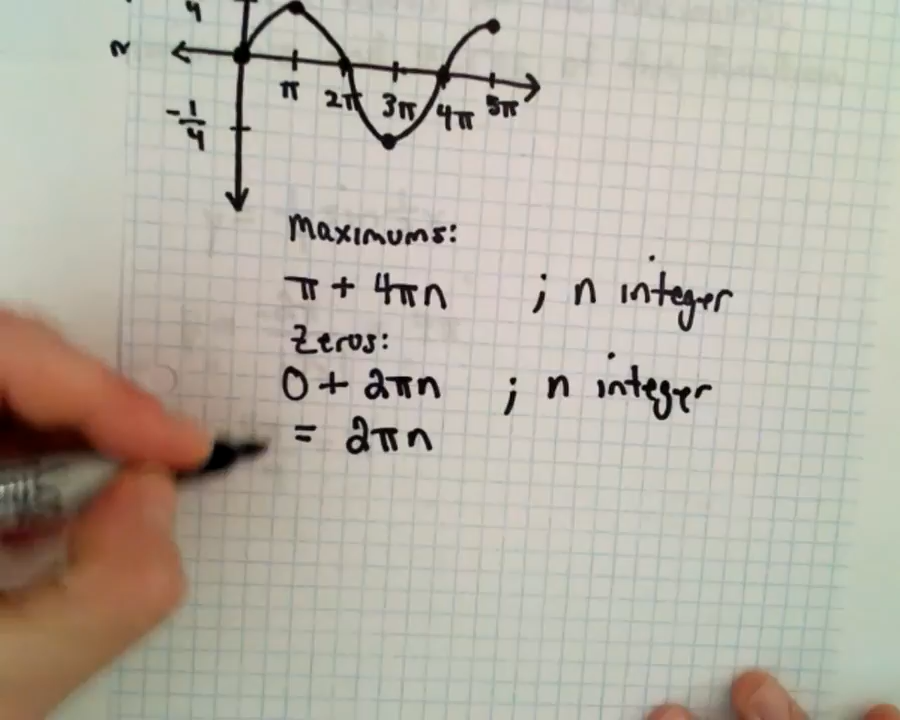 4
π 2π 3π 4π 5π
-1/4
Maximums:
π + 4πn ; n integer
Zeros:
0 + 2πn ; n integer
= 2πn